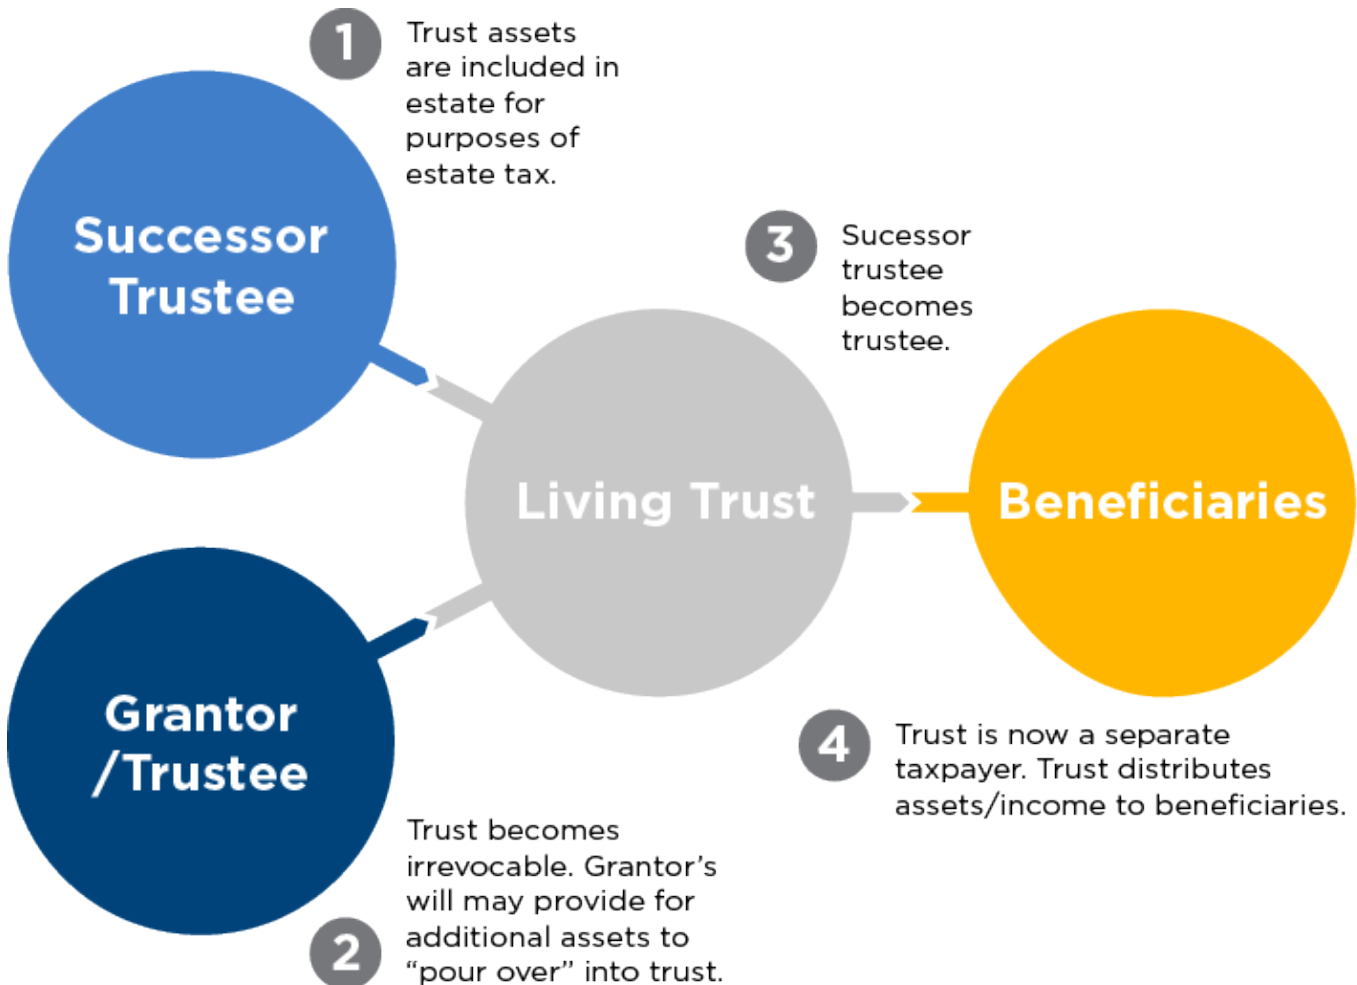 1
Trust assets
are included in
estate for
purposes of
estate tax.
Successor
Trustee
3
Sucessor
trustee
becomes
trustee.
Living Trust
Beneficiaries
Grantor
/Trustee
4
Trust is now a separate
taxpayer. Trust distributes
assets/income to beneficiaries.
2
Trust becomes
irrevocable. Grantor’s
will may provide for
additional assets to
“pour over” into trust.